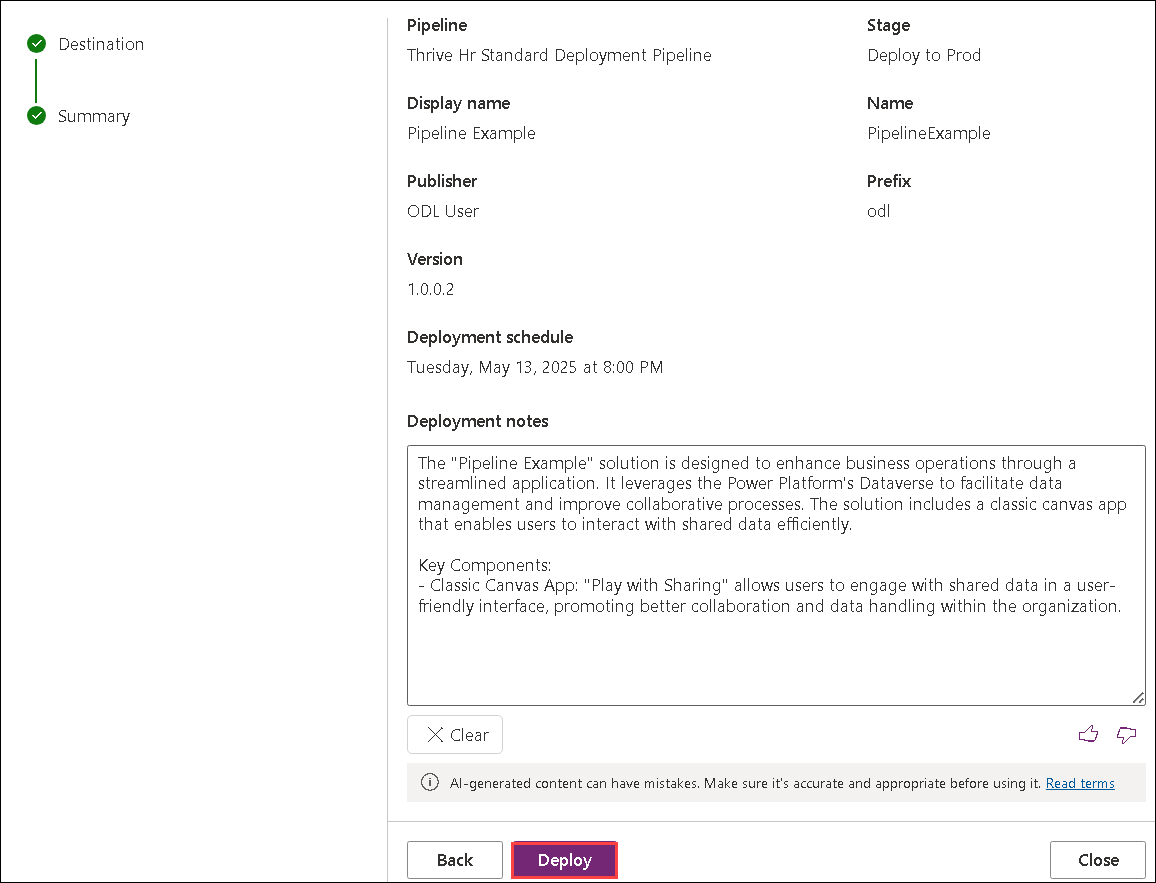 Destination
Summary
Pipeline
Thrive Hr Standard Deployment Pipeline
Stage
Deploy to Prod
Display name
Pipeline Example
Name
PipelineExample
Publisher
ODL User
Prefix
odl
Version
1.0.0.2
Deployment schedule
Tuesday, May 13, 2025 at 8:00 PM
Deployment notes
The "Pipeline Example" solution is designed to enhance business operations through a
streamlined application. It leverages the Power Platform's Dataverse to facilitate data
management and improve collaborative processes. The solution includes a classic canvas app
that enables users to interact with shared data efficiently.
Key Components:
- Classic Canvas App: "Play with Sharing" allows users to engage with shared data in a user-
friendly interface, promoting better collaboration and data handling within the organization.
Clear
AI-generated content can have mistakes. Make sure it's accurate and appropriate before using it. Read terms
Back
Deploy
Close